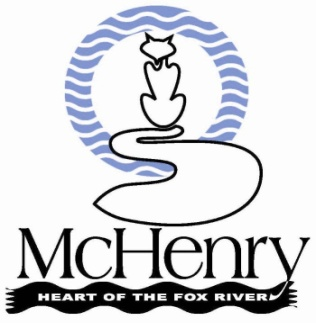 McHenry
HEART OF THE FOX RIVER